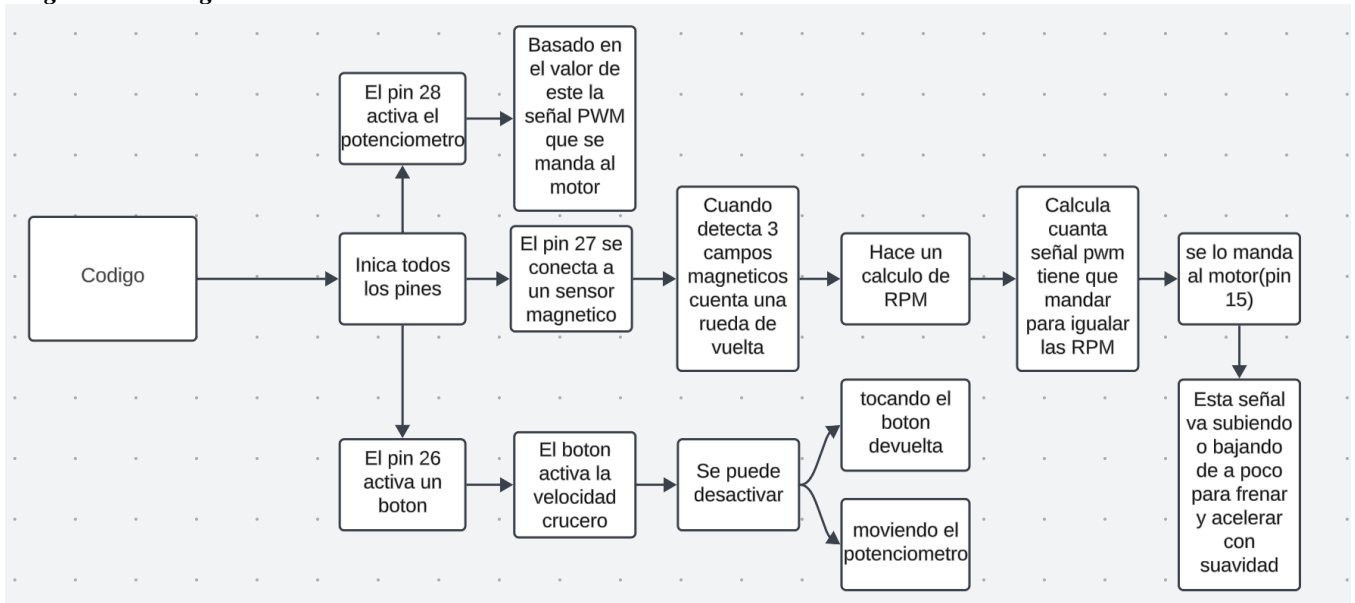 Basado en
el valor de
este la
señal PWM
que se
manda al
motor
El pin 28
activa el
potenciometro
Codigo
Inica todos
los pines
El pin 27 se
conecta a
un sensor
magnetico
Cuando
detecta 3
campos
magneticos
cuenta una
rueda de
vuelta
Hace un
calculo de
RPM
Calcula
cuanta
señal pwm
tiene que
mandar
para igualar
las RPM
se lo manda
al motor(pin
15)
Esta señal
va subiendo
o bajando
de a poco
para frenar
y acelerar
con
suavidad
El pin 26
activa un
boton
El boton
activa la
velocidad
crucero
Se puede
desactivar
tocando el
boton
devuelta
moviendo el
potenciometro